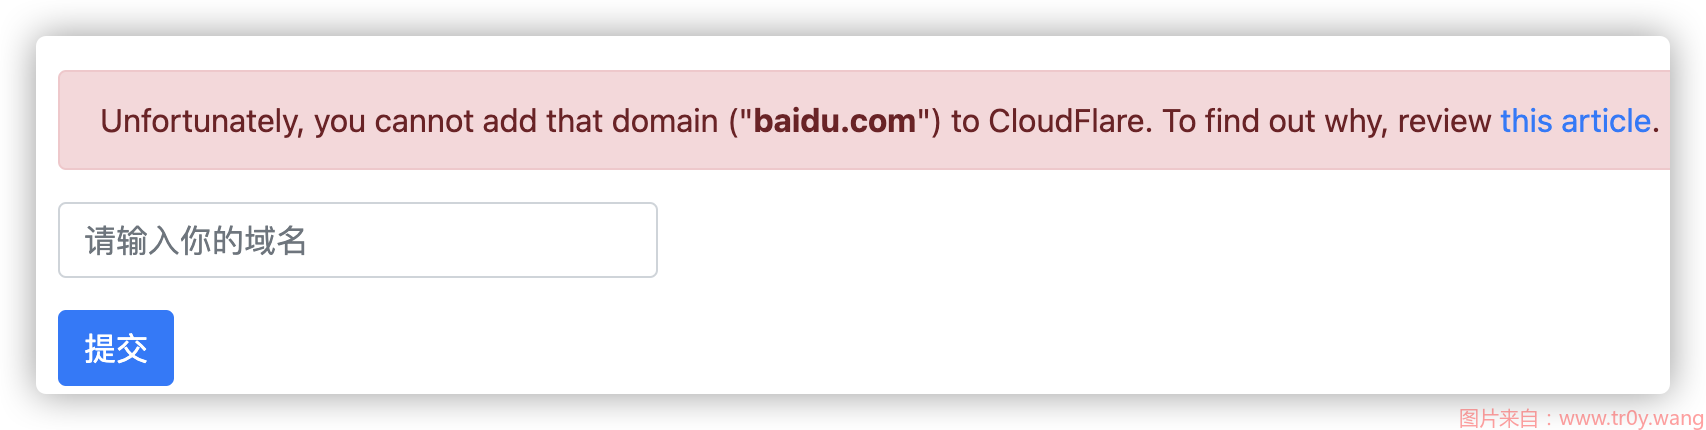 Unfortunately, you cannot add that domain ("baidu.com") to CloudFlare. To find out why, review this article.
请输入你的域名
提交
图片来自：www.tr0y.wang